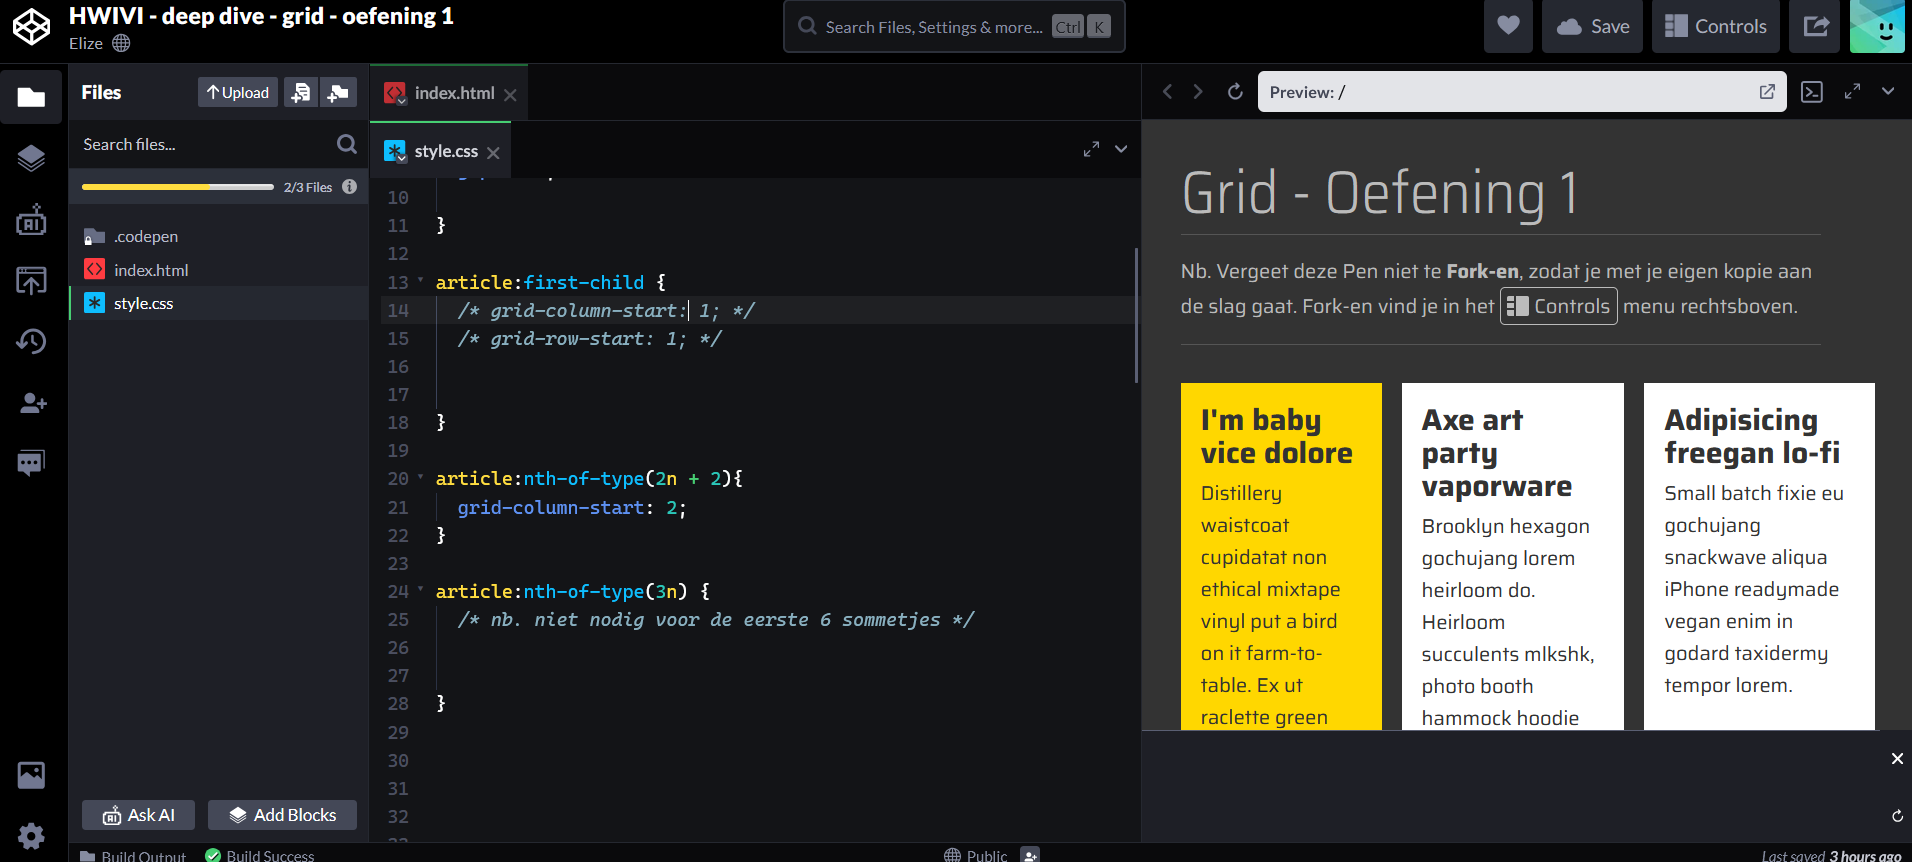 HWIVI - deep dive - grid - oefening 1
Elize
Search Files, Settings & more... Ctrl K
Save
Controls
Files
Upload
index.html
Preview: /
Search files...
style.css
2/3 Files
.codepen
index.html
style.css
10
11 }
12
13 article:first-child {
14 /* grid-column-start: 1; */
15 /* grid-row-start: 1; */
16
17
18 }
19
20 article:nth-of-type(2n + 2){
21 grid-column-start: 2;
22 }
23
24 article:nth-of-type(3n) {
25 /* nb. niet nodig voor de eerste 6 sommetjes */
26
27
28 }
29
30
31
32
Grid - Oefening 1
Nb. Vergeet deze Pen niet te Fork-en, zodat je met je eigen kopie aan
de slag gaat. Fork-en vind je in het Controls menu rechtsboven.
I'm baby
vice dolore
Distillery
waistcoat
cupidatat non
ethical mixtape
vinyl put a bird
on it farm-to-
table. Ex ut
raclette green
Axe art
party
vaporware
Brooklyn hexagon
gochujang lorem
heirloom do.
Heirloom
succulents mlkshk,
photo booth
hammock hoodie
Adipisicing
freegan lo-fi
Small batch fixie eu
gochujang
snackwave aliqua
iPhone readymade
vegan enim in
godard taxidermy
tempor lorem.
AI
Ask AI
Add Blocks
Build Output
Build Success
Public
Last saved 3 hours ago